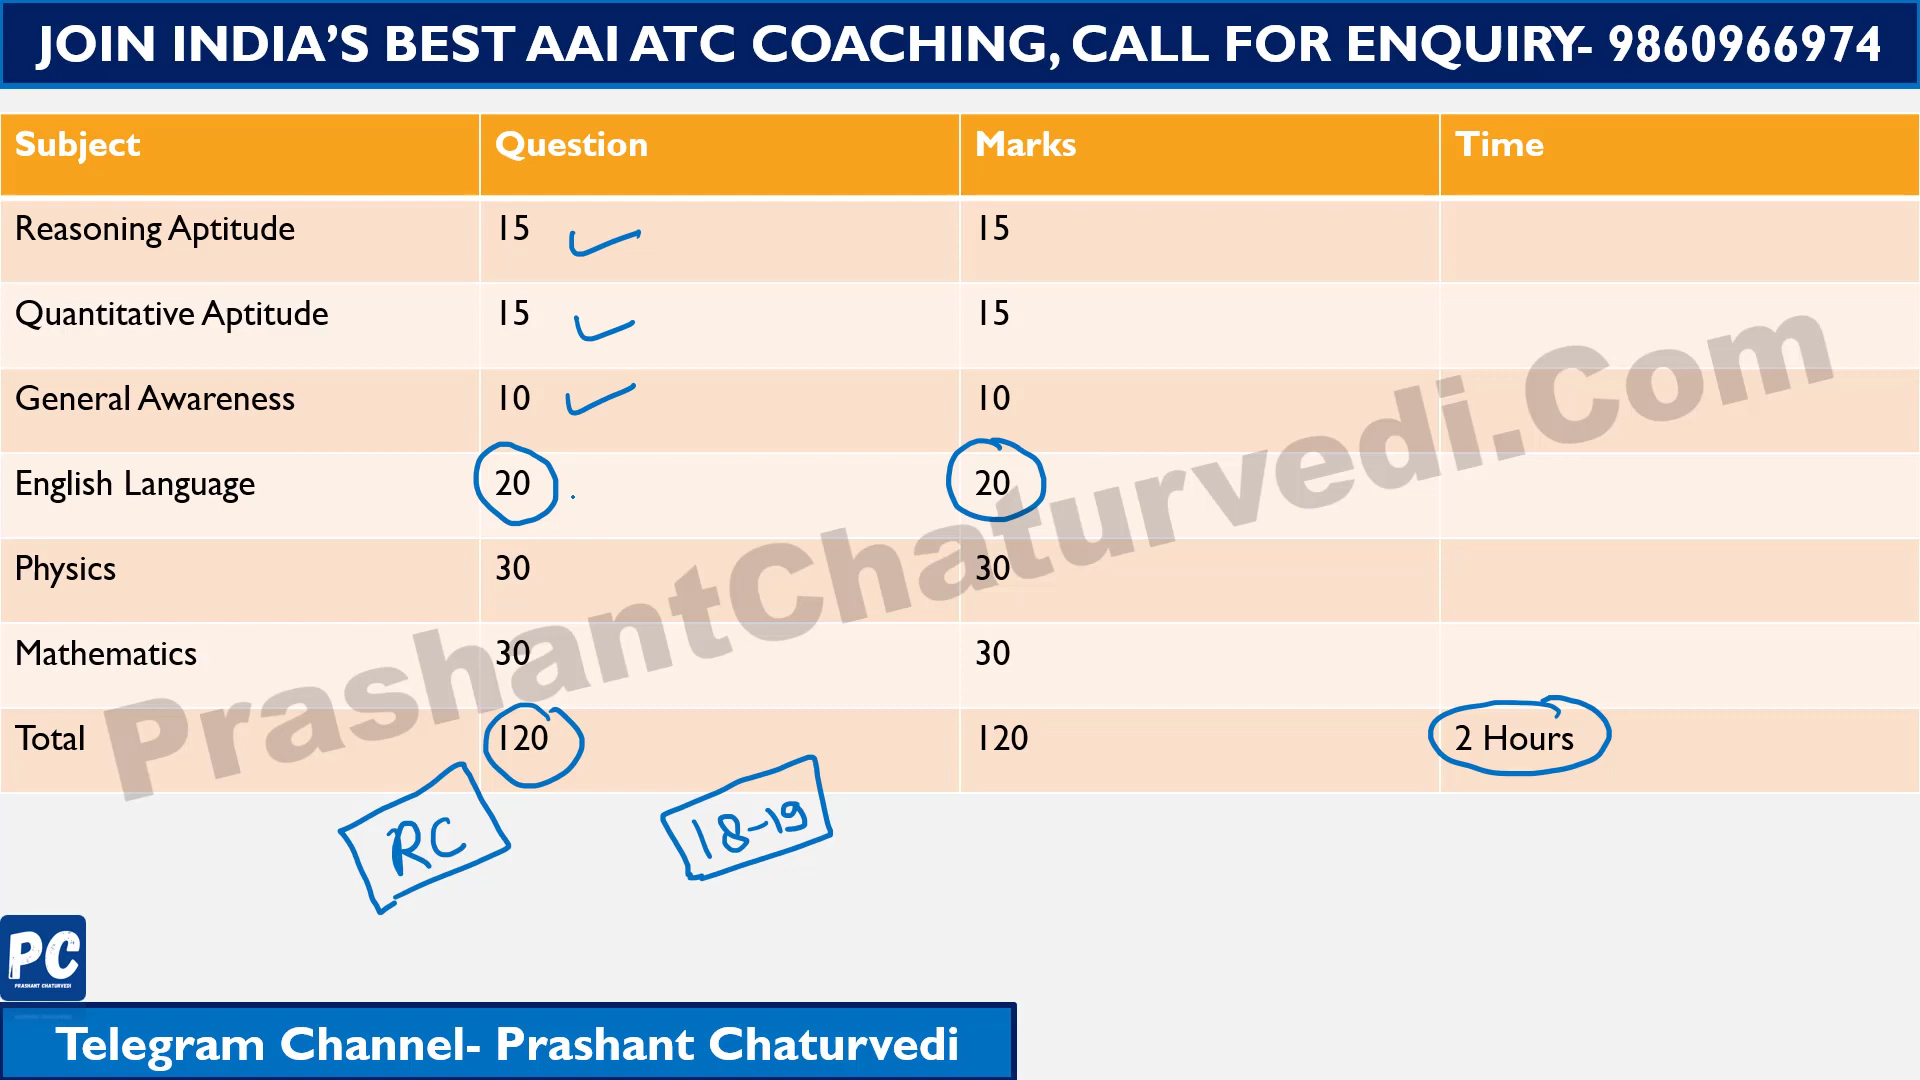 JOIN INDIA’S BEST AAI ATC COACHING, CALL FOR ENQUIRY- 9860966974
Subject Question Marks Time
Reasoning Aptitude 15 15
Quantitative Aptitude 15 15
General Awareness 10 10
English Language 20 20
Physics 30 30
Mathematics 30 30
Total 120 120 2 Hours
PrashantChaturvedi.Com
RC 18-19
PC
PRASHANT CHATURVEDI
Telegram Channel- Prashant Chaturvedi